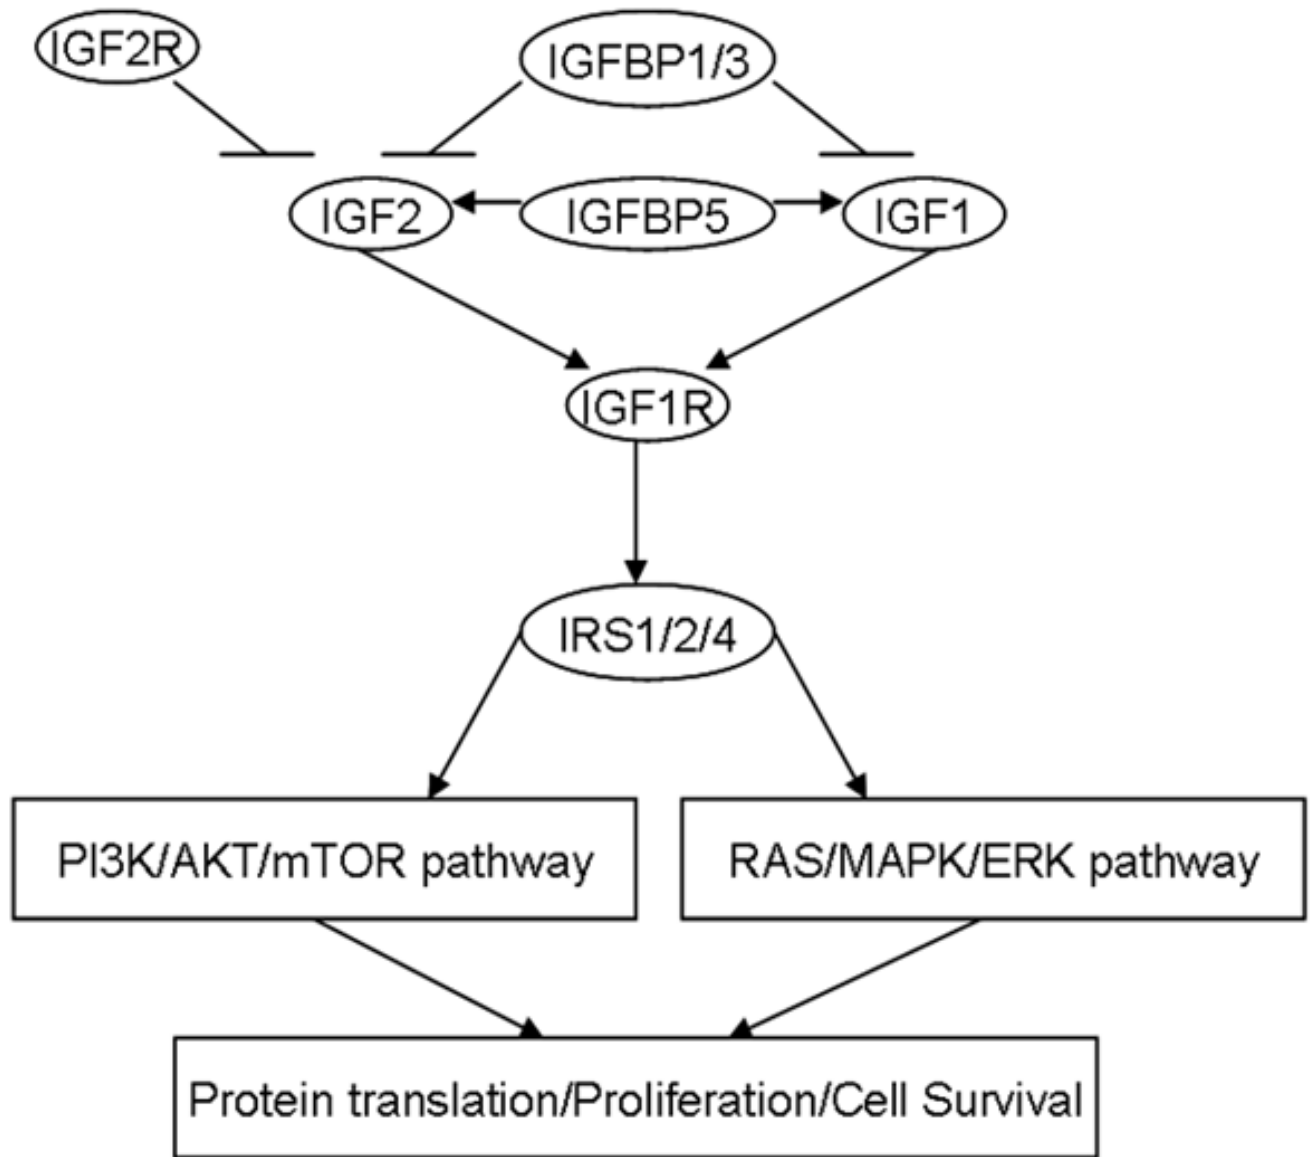 IGF2R
IGFBP1/3
IGF2
IGFBP5
IGF1
IGF1R
IRS1/2/4
PI3K/AKT/mTOR pathway
RAS/MAPK/ERK pathway
Protein translation/Proliferation/Cell Survival